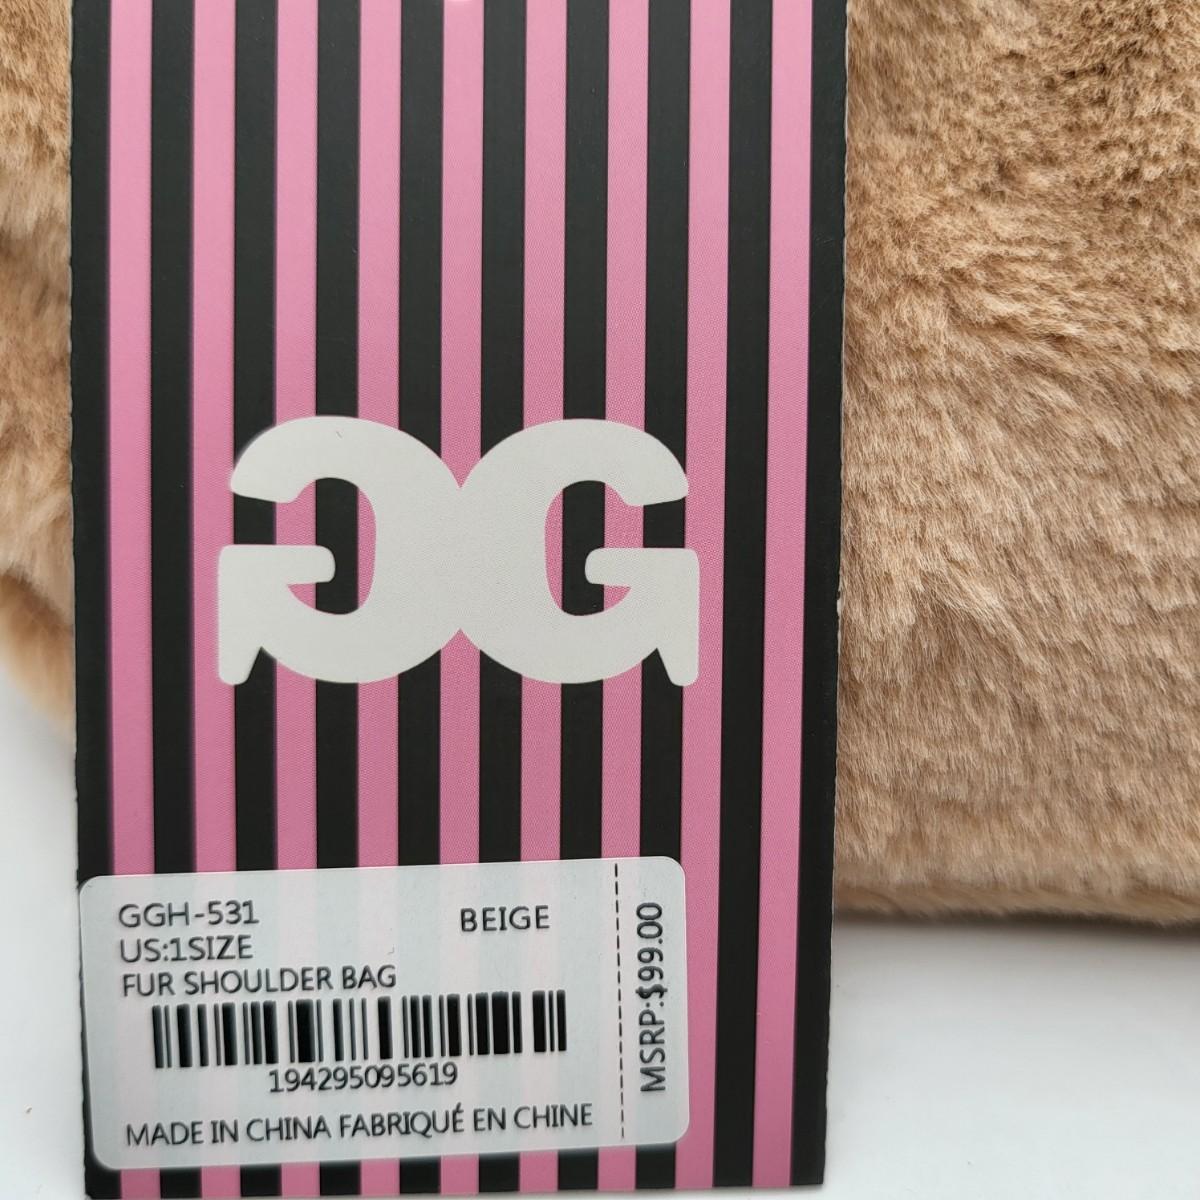 GG
GGH-531 BEIGE
US:1SIZE
FUR SHOULDER BAG
194295095619
MADE IN CHINA FABRIQUÉ EN CHINE
MSRP:$99.00